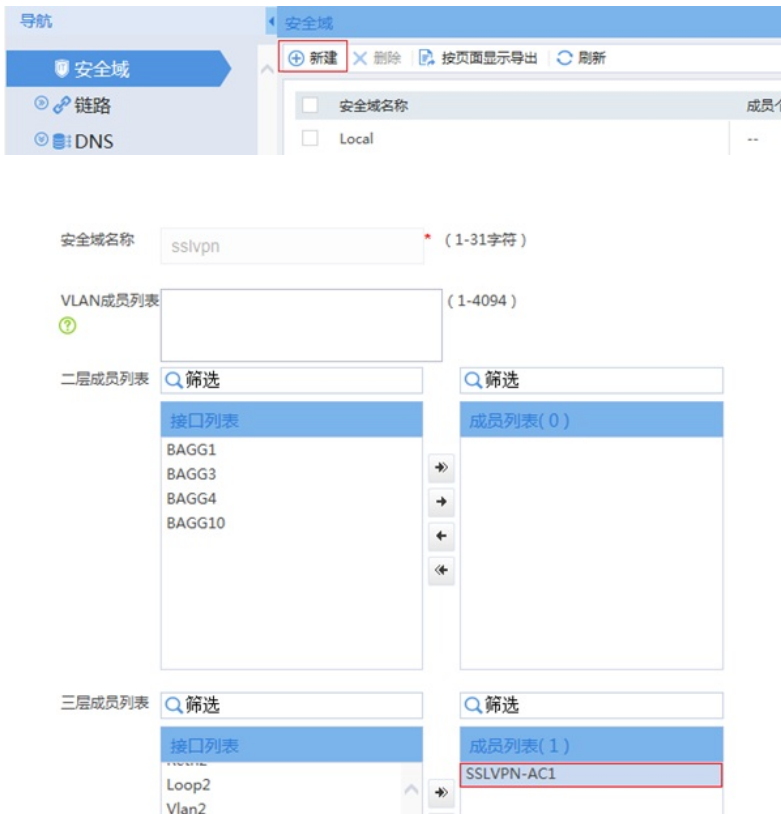 导航
安全域
安全域
新建 删除 按页面显示导出 刷新
链路
安全域名称 成员个
DNS
Local --
安全域名称 sslvpn * (1-31字符)
VLAN成员列表 (1-4094)
二层成员列表 筛选 筛选
接口列表 成员列表(0)
BAGG1
BAGG3
BAGG4
BAGG10
三层成员列表 筛选 筛选
接口列表 成员列表(1)
SSLVPN-AC1
Loop2
Vlan2